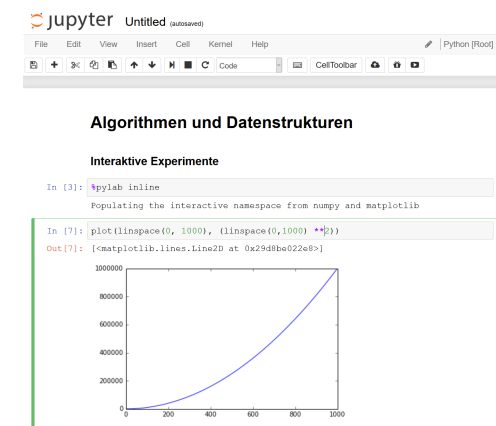 jupyter Untitled (autosaved)
File Edit View Insert Cell Kernel Help Python [Root]
Code CellToolbar
Algorithmen und Datenstrukturen
Interaktive Experimente
In [3]: %pylab inline
Populating the interactive namespace from numpy and matplotlib
In [7]: plot(linspace(0, 1000), (linspace(0,1000) **2))
Out[7]: [<matplotlib.lines.Line2D at 0x29d8be022e8>]
1000000
800000
600000
400000
200000
0
0 200 400 600 800 1000